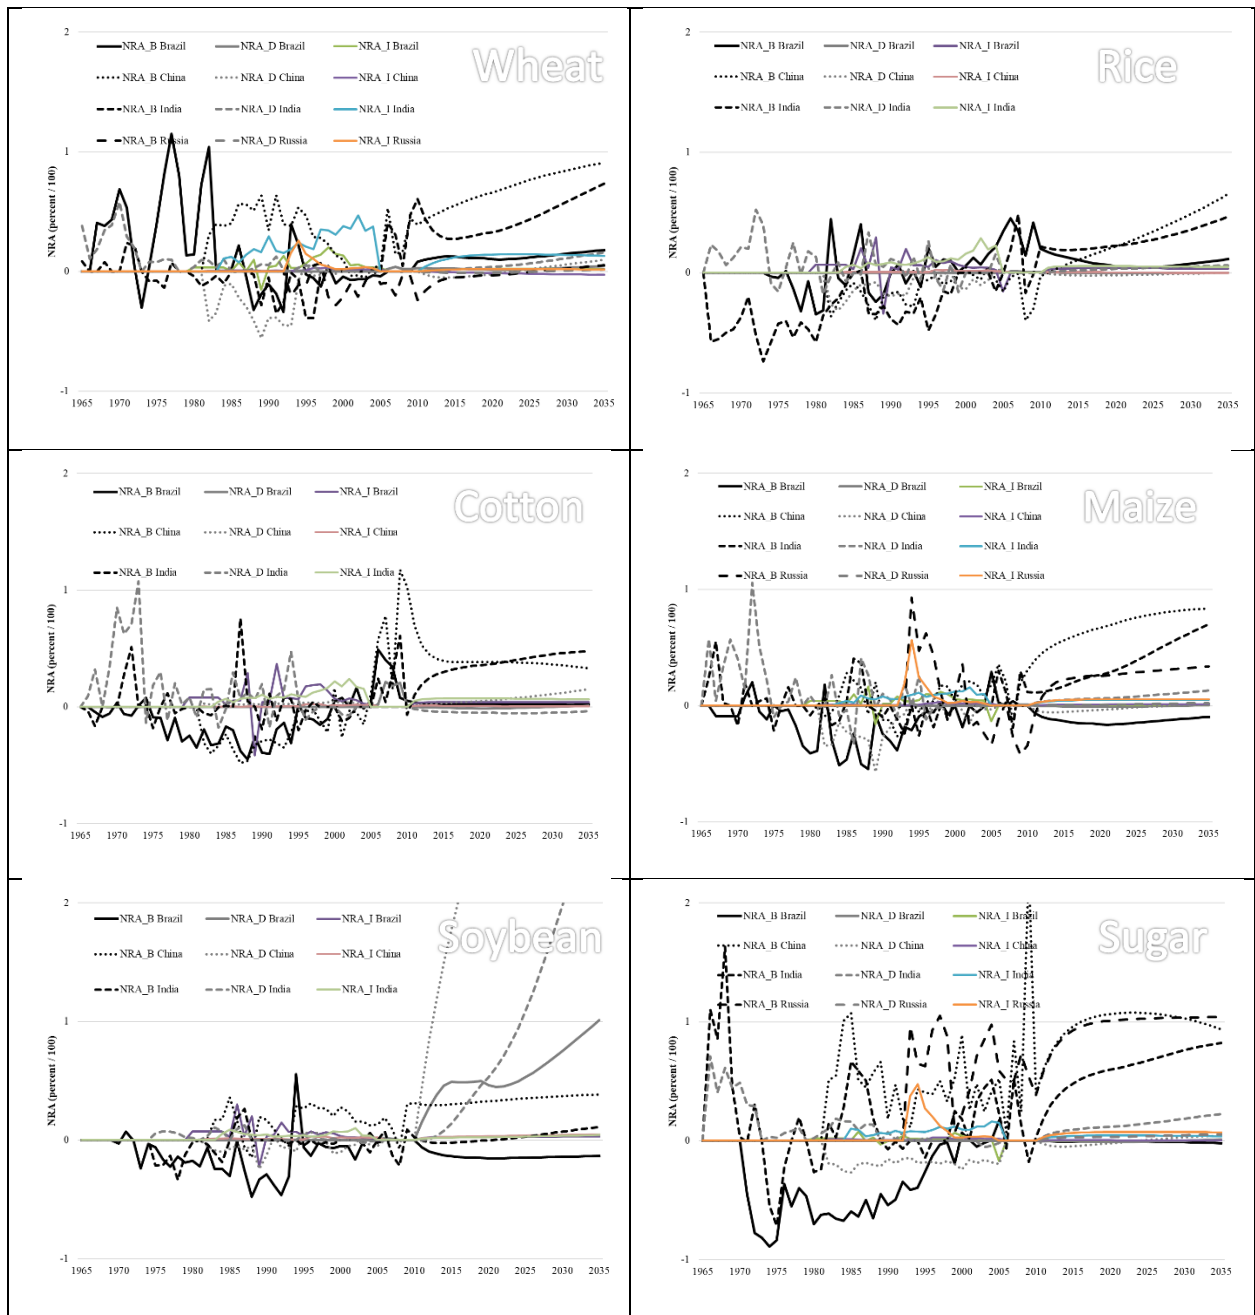 Wheat
2
NRA_B Brazil NRA_D Brazil NRA_I Brazil
NRA_B China NRA_D China NRA_I China
NRA_B India NRA_D India NRA_I India
NRA_B Russia NRA_D Russia NRA_I Russia
1
NRA (percent / 100)
0
-1
1965 1970 1975 1980 1985 1990 1995 2000 2005 2010 2015 2020 2025 2030 2035
Rice
2
NRA_B Brazil NRA_D Brazil NRA_I Brazil
NRA_B China NRA_D China NRA_I China
NRA_B India NRA_D India NRA_I India
1
NRA (percent / 100)
0
-1
1965 1970 1975 1980 1985 1990 1995 2000 2005 2010 2015 2020 2025 2030 2035
Cotton
2
NRA_B Brazil NRA_D Brazil NRA_I Brazil
NRA_B China NRA_D China NRA_I China
NRA_B India NRA_D India NRA_I India
1
NRA (percent / 100)
0
-1
1965 1970 1975 1980 1985 1990 1995 2000 2005 2010 2015 2020 2025 2030 2035
Maize
2
NRA_B Brazil NRA_D Brazil NRA_I Brazil
NRA_B China NRA_D China NRA_I China
NRA_B India NRA_D India NRA_I India
NRA_B Russia NRA_D Russia NRA_I Russia
1
NRA (percent / 100)
0
-1
1965 1970 1975 1980 1985 1990 1995 2000 2005 2010 2015 2020 2025 2030 2035
Soybean
2
NRA_B Brazil NRA_D Brazil NRA_I Brazil
NRA_B China NRA_D China NRA_I China
NRA_B India NRA_D India NRA_I India
1
NRA (percent / 100)
0
-1
1965 1970 1975 1980 1985 1990 1995 2000 2005 2010 2015 2020 2025 2030 2035
Sugar
2
NRA_B Brazil NRA_D Brazil NRA_I Brazil
NRA_B China NRA_D China NRA_I China
NRA_B India NRA_D India NRA_I India
NRA_B Russia NRA_D Russia NRA_I Russia
1
NRA (percent / 100)
0
-1
1965 1970 1975 1980 1985 1990 1995 2000 2005 2010 2015 2020 2025 2030 2035